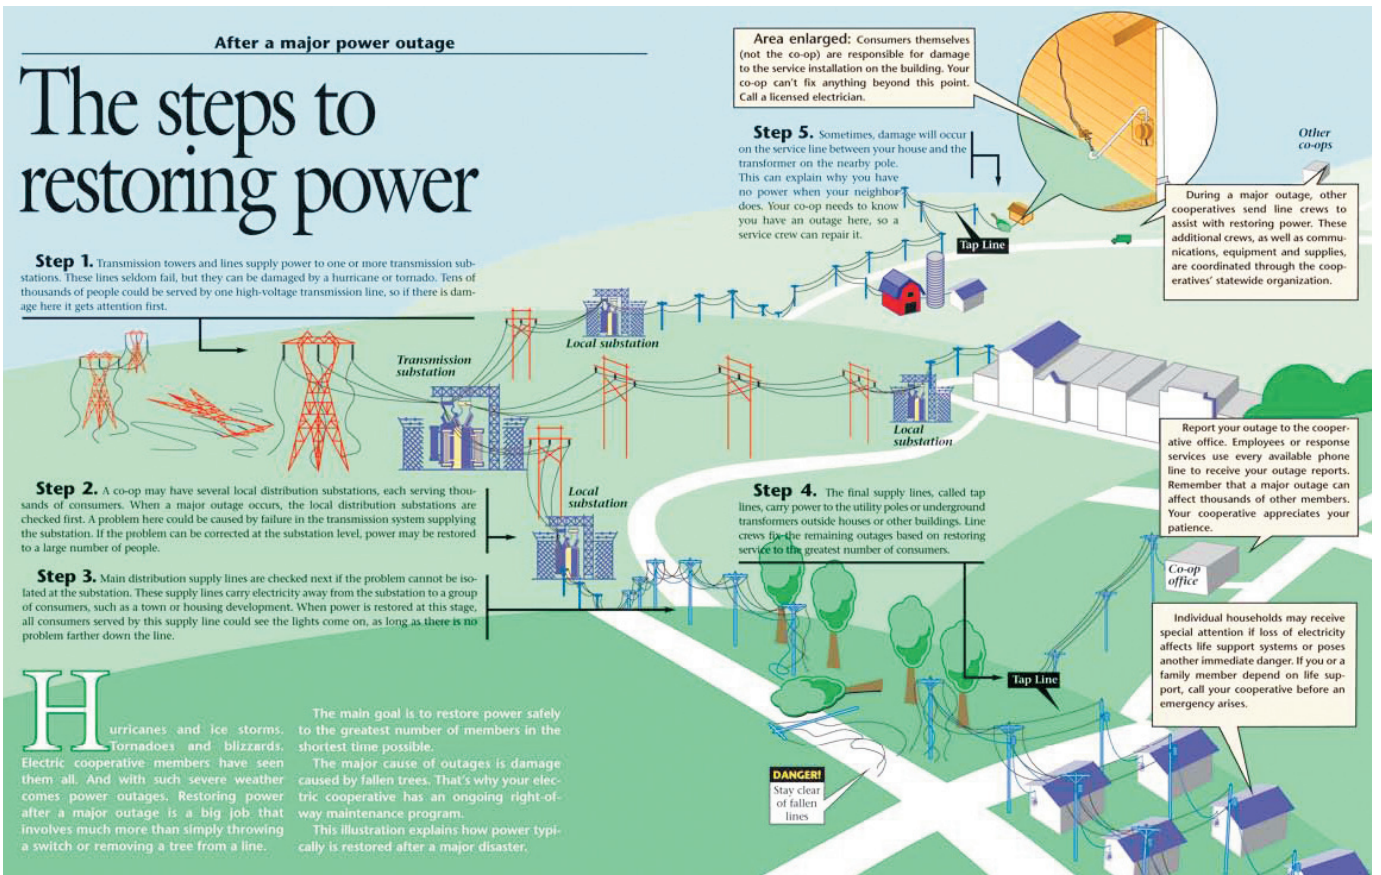 After a major power outage
The steps to
restoring power
Step 1. Transmission towers and lines supply power to one or more transmission sub-
stations. These lines seldom fail, but they can be damaged by a hurricane or tornado. Tens of
thousands of people could be served by one high-voltage transmission line, so if there is dam-
age here it gets attention first.
Transmission
substation
Local substation
Local
substation
Local
substation
Step 2. A co-op may have several local distribution substations, each serving thou-
sands of consumers. When a major outage occurs, the local distribution substations are
checked first. A problem here could be caused by failure in the transmission system supplying
the substation. If the problem can be corrected at the substation level, power may be restored
to a large number of people.
Step 3. Main distribution supply lines are checked next if the problem cannot be iso-
lated at the substation. These supply lines carry electricity away from the substation to a group
of consumers, such as a town or housing development. When power is restored at this stage,
all consumers served by this supply line could see the lights come on, as long as there is no
problem farther down the line.
Step 4. The final supply lines, called tap
lines, carry power to the utility poles or underground
transformers outside houses or other buildings. Line
crews fix the remaining outages based on restoring
service to the greatest number of consumers.
Tap Line
Step 5. Sometimes, damage will occur
on the service line between your house and the
transformer on the nearby pole.
This can explain why you have
no power when your neighbor
does. Your co-op needs to know
you have an outage here, so a
service crew can repair it.
Tap Line
Area enlarged: Consumers themselves
(not the co-op) are responsible for damage
to the service installation on the building. Your
co-op can't fix anything beyond this point.
Call a licensed electrician.
Other
co-ops
During a major outage, other
cooperatives send line crews to
assist with restoring power. These
additional crews, as well as commu-
nications, equipment and supplies,
are coordinated through the coop-
eratives' statewide organization.
Report your outage to the cooper-
ative office. Employees or response
services use every available phone
line to receive your outage reports.
Remember that a major outage can
affect thousands of other members.
Your cooperative appreciates your
patience.
Co-op
office
Individual households may receive
special attention if loss of electricity
affects life support systems or poses
another immediate danger. If you or a
family member depend on life sup-
port, call your cooperative before an
emergency arises.
DANGER!
Stay clear
of fallen
lines
Hurricanes and ice storms.
Tornadoes and blizzards.
Electric cooperative members have seen
them all. And with such severe weather
comes power outages. Restoring power
after a major outage is a big job that
involves much more than simply throwing
a switch or removing a tree from a line.
The main goal is to restore power safely
to the greatest number of members in the
shortest time possible.
The major cause of outages is damage
caused by fallen trees. That's why your elec-
tric cooperative has an ongoing right-of-
way maintenance program.
This illustration explains how power typi-
cally is restored after a major disaster.